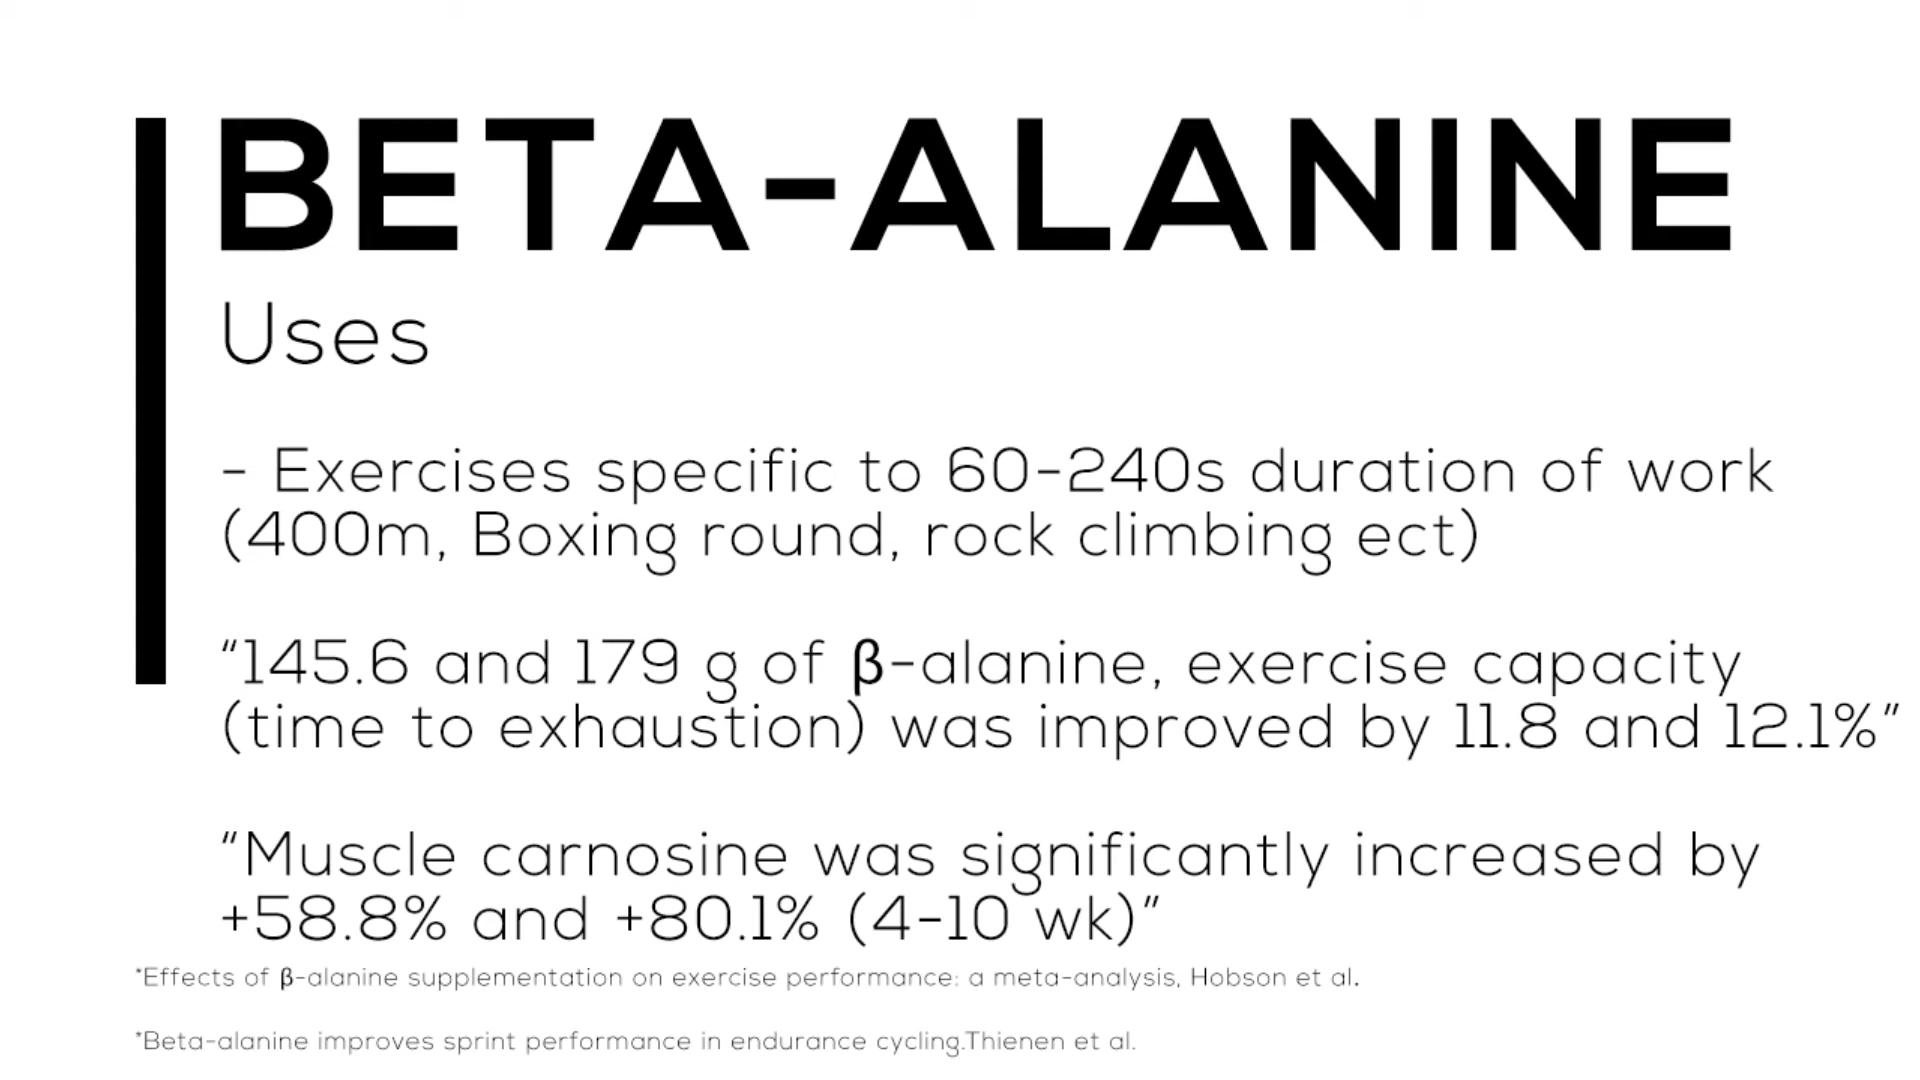 BETA-ALANINE
Uses
- Exercises specific to 60-240s duration of work
(400m, Boxing round, rock climbing ect)
“145.6 and 179 g of β-alanine, exercise capacity
(time to exhaustion) was improved by 11.8 and 12.1%”
“Muscle carnosine was significantly increased by
+58.8% and +80.1% (4-10 wk)”
*Effects of β-alanine supplementation on exercise performance: a meta-analysis, Hobson et al.
*Beta-alanine improves sprint performance in endurance cycling.Thienen et al.